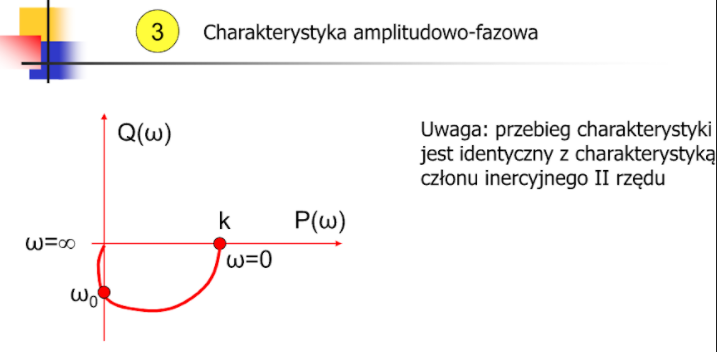 3
Charakterystyka amplitudowo-fazowa
Q(ω)
Uwaga: przebieg charakterystyki
jest identyczny z charakterystyką
członu inercyjnego II rzędu
k
P(ω)
ω=∞
ω=0
ω₀